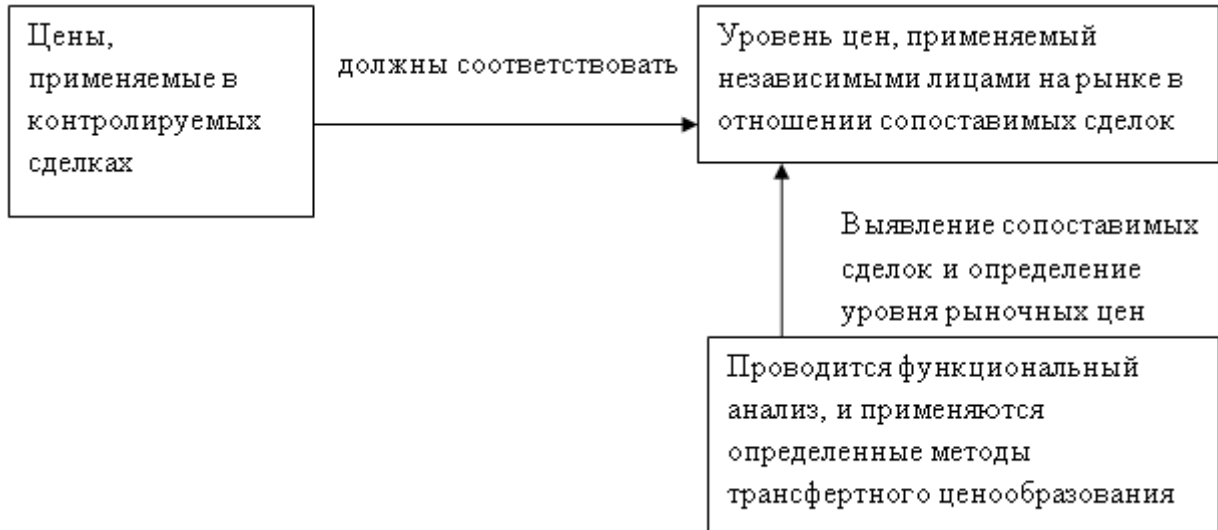 Цены,
применяемые в
контролируемых
сделках
должны соответствовать
Уровень цен, применяемый
независимыми лицами на рынке в
отношении сопоставимых сделок
Выявление сопоставимых
сделок и определение
уровня рыночных цен
Проводится функциональный
анализ, и применяются
определенные методы
трансфертного ценообразования